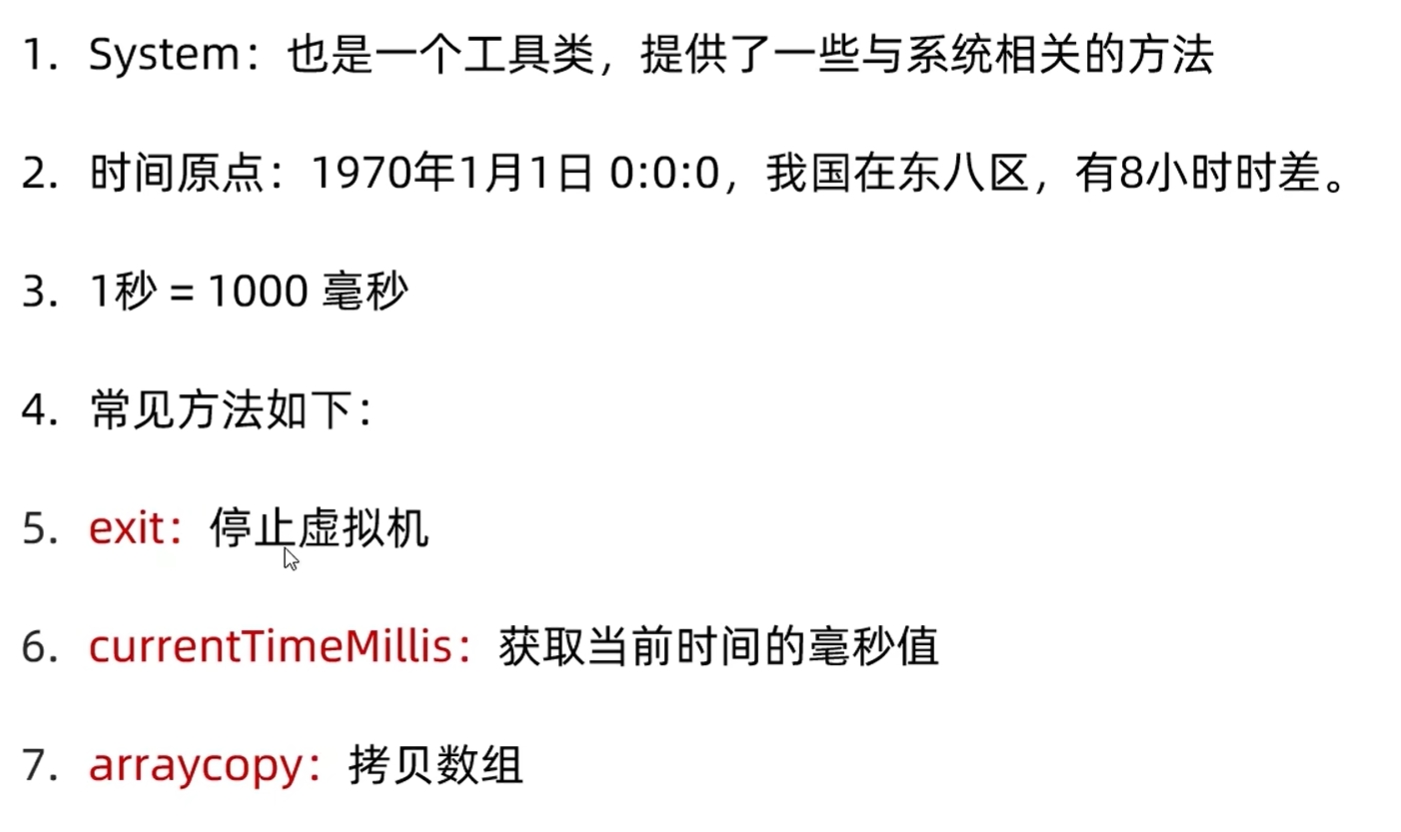 1. System：也是一个工具类，提供了一些与系统相关的方法
2. 时间原点：1970年1月1日 0:0:0，我国在东八区，有8小时时差。
3. 1秒 = 1000 毫秒
4. 常见方法如下：
5. exit：停止虚拟机
6. currentTimeMillis：获取当前时间的毫秒值
7. arraycopy：拷贝数组